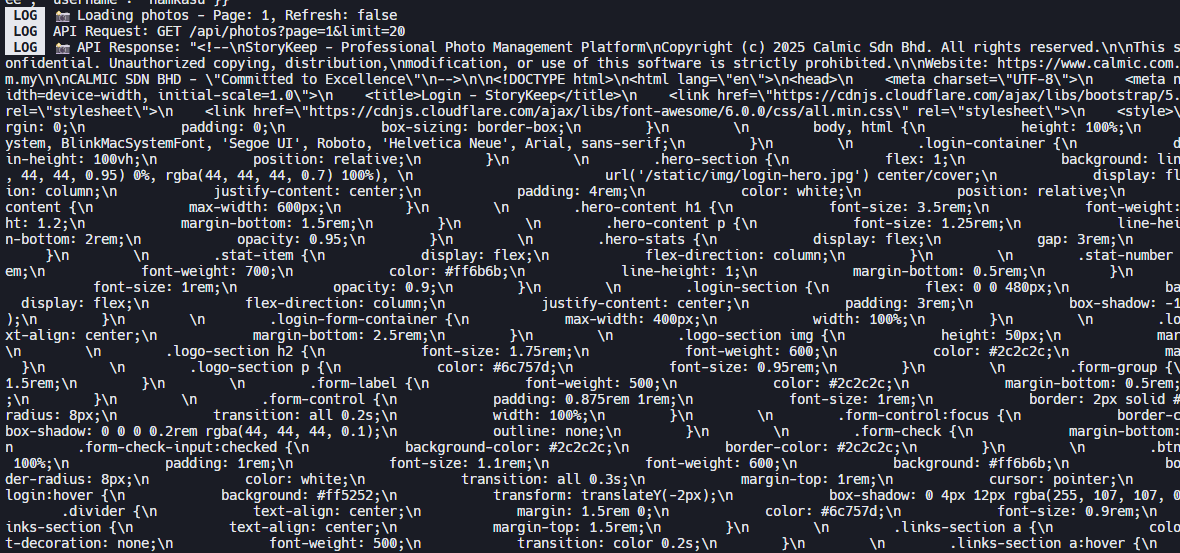 ee", "username": "namkasu"}}
LOG 📷 Loading photos - Page: 1, Refresh: false
LOG API Request: GET /api/photos?page=1&limit=20
LOG 📷 API Response: "<!--\nStoryKeep - Professional Photo Management Platform\nCopyright (c) 2025 Calmic Sdn Bhd. All rights reserved.\n\nThis s
onfidential. Unauthorized copying, distribution,\nmodification, or use of this software is strictly prohibited.\n\nWebsite: https://www.calmic.com.
m.my\n\nCALMIC SDN BHD - \"Committed to Excellence\"\n-->\n\n<!DOCTYPE html>\n<html lang=\"en\">\n<head>\n    <meta charset=\"UTF-8\">\n    <meta n
idth=device-width, initial-scale=1.0\">\n    <title>Login - StoryKeep</title>\n    <link href=\"https://cdnjs.cloudflare.com/ajax/libs/bootstrap/5.
rel=\"stylesheet\">\n    <link href=\"https://cdnjs.cloudflare.com/ajax/libs/font-awesome/6.0.0/css/all.min.css\" rel=\"stylesheet\">\n    <style>\
rgin: 0;\n            padding: 0;\n            box-sizing: border-box;\n        }\n        \n        body, html {\n            height: 100%;\n
ystem, BlinkMacSystemFont, 'Segoe UI', Roboto, 'Helvetica Neue', Arial, sans-serif;\n        }\n        \n        .login-container {\n            d
in-height: 100vh;\n            position: relative;\n        }\n        \n        .hero-section {\n            flex: 1;\n            background: lin
, 44, 44, 0.95) 0%, rgba(44, 44, 44, 0.7) 100%), \n                        url('/static/img/login-hero.jpg') center/cover;\n            display: fl
ion: column;\n            justify-content: center;\n            padding: 4rem;\n            color: white;\n            position: relative;\n
content {\n            max-width: 600px;\n        }\n        \n        .hero-content h1 {\n            font-size: 3.5rem;\n            font-weight:
ht: 1.2;\n            margin-bottom: 1.5rem;\n        }\n        \n        .hero-content p {\n            font-size: 1.25rem;\n            line-hei
n-bottom: 2rem;\n            opacity: 0.95;\n        }\n        \n        .hero-stats {\n            display: flex;\n            gap: 3rem;\n
}\n        \n        .stat-item {\n            display: flex;\n            flex-direction: column;\n        }\n        \n        .stat-number
em;\n            font-weight: 700;\n            color: #ff6b6b;\n            line-height: 1;\n            margin-bottom: 0.5rem;\n        }\n
font-size: 1rem;\n            opacity: 0.9;\n        }\n        \n        .login-section {\n            flex: 0 0 480px;\n            ba
display: flex;\n            flex-direction: column;\n            justify-content: center;\n            padding: 3rem;\n            box-shadow: -1
);\n        }\n        \n        .login-form-container {\n            max-width: 400px;\n            width: 100%;\n        }\n        \n        .lo
xt-align: center;\n            margin-bottom: 2.5rem;\n        }\n        \n        .logo-section img {\n            height: 50px;\n            mar
\n        \n        .logo-section h2 {\n            font-size: 1.75rem;\n            font-weight: 600;\n            color: #2c2c2c;\n            ma
}\n        \n        .logo-section p {\n            color: #6c757d;\n            font-size: 0.95rem;\n        }\n        \n        .form-group {\n
1.5rem;\n        }\n        \n        .form-label {\n            font-weight: 500;\n            color: #2c2c2c;\n            margin-bottom: 0.5rem;
;\n        }\n        \n        .form-control {\n            padding: 0.875rem 1rem;\n            font-size: 1rem;\n            border: 2px solid #
radius: 8px;\n            transition: all 0.2s;\n            width: 100%;\n        }\n        \n        .form-control:focus {\n            border-c
box-shadow: 0 0 0 0.2rem rgba(44, 44, 44, 0.1);\n            outline: none;\n        }\n        \n        .form-check {\n            margin-bottom:
n        .form-check-input:checked {\n            background-color: #2c2c2c;\n            border-color: #2c2c2c;\n        }\n        \n        .btn
100%;\n            padding: 1rem;\n            font-size: 1.1rem;\n            font-weight: 600;\n            background: #ff6b6b;\n            bo
der-radius: 8px;\n            color: white;\n            transition: all 0.3s;\n            margin-top: 1rem;\n            cursor: pointer;\n
login:hover {\n            background: #ff5252;\n            transform: translateY(-2px);\n            box-shadow: 0 4px 12px rgba(255, 107, 107, 0
.divider {\n            text-align: center;\n            margin: 1.5rem 0;\n            color: #6c757d;\n            font-size: 0.9rem;\n
inks-section {\n            text-align: center;\n            margin-top: 1.5rem;\n        }\n        \n        .links-section a {\n            colo
t-decoration: none;\n            font-weight: 500;\n            transition: color 0.2s;\n        }\n        \n        .links-section a:hover {\n